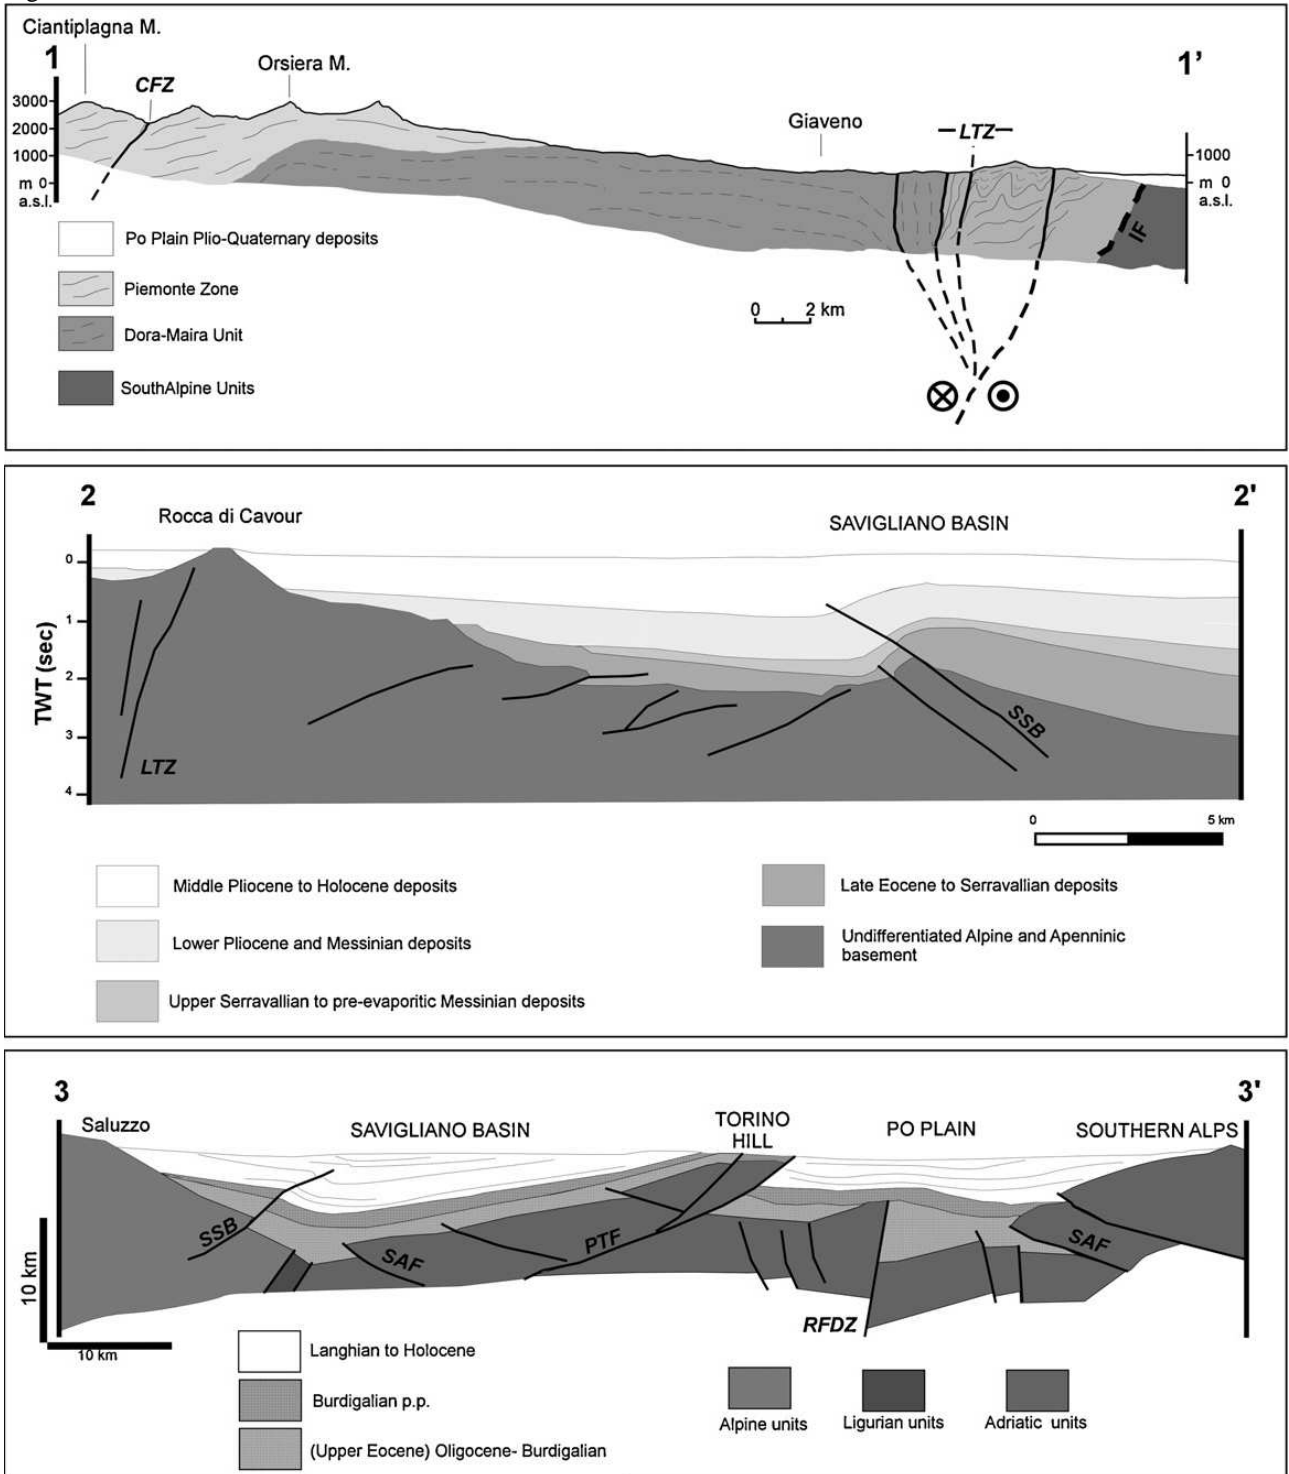 Ciantiplagna M.
1
CFZ
Orsiera M.
1'
3000
2000
1000
m 0
a.s.l.
Giaveno
LTZ
1000
m 0
a.s.l.
IF
Po Plain Plio-Quaternary deposits
Piemonte Zone
Dora-Maira Unit
SouthAlpine Units
0 2 km
2
Rocca di Cavour
SAVIGLIANO BASIN
2'
0
1
2
3
4
TWT (sec)
LTZ
SSB
0 5 km
Middle Pliocene to Holocene deposits
Lower Pliocene and Messinian deposits
Upper Serravallian to pre-evaporitic Messinian deposits
Late Eocene to Serravallian deposits
Undifferentiated Alpine and Apenninic
basement
3
Saluzzo
SAVIGLIANO BASIN
TORINO
HILL
PO PLAIN
SOUTHERN ALPS
3'
SSB
SAF
PTF
SAF
RFDZ
10 km
10 km
Langhian to Holocene
Burdigalian p.p.
(Upper Eocene) Oligocene- Burdigalian
Alpine units
Ligurian units
Adriatic units